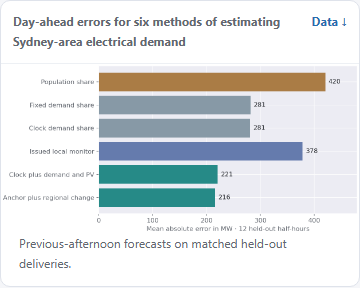 Day-ahead errors for six methods of estimating
Sydney-area electrical demand
Data ↓
Population share
420
Fixed demand share
281
Clock demand share
281
Issued local monitor
378
Clock plus demand and PV
221
Anchor plus regional change
216
0 100 200 300 400
Mean absolute error in MW · 12 held-out half-hours
Previous-afternoon forecasts on matched held-out
deliveries.